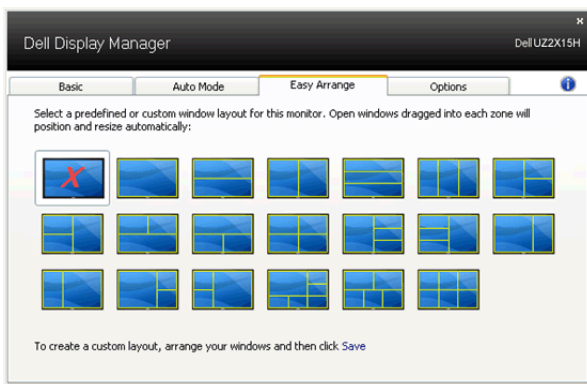 Dell Display Manager
Dell UZ2X15H
Basic
Auto Mode
Easy Arrange
Options
Select a predefined or custom window layout for this monitor. Open windows dragged into each zone will
position and resize automatically:
To create a custom layout, arrange your windows and then click Save